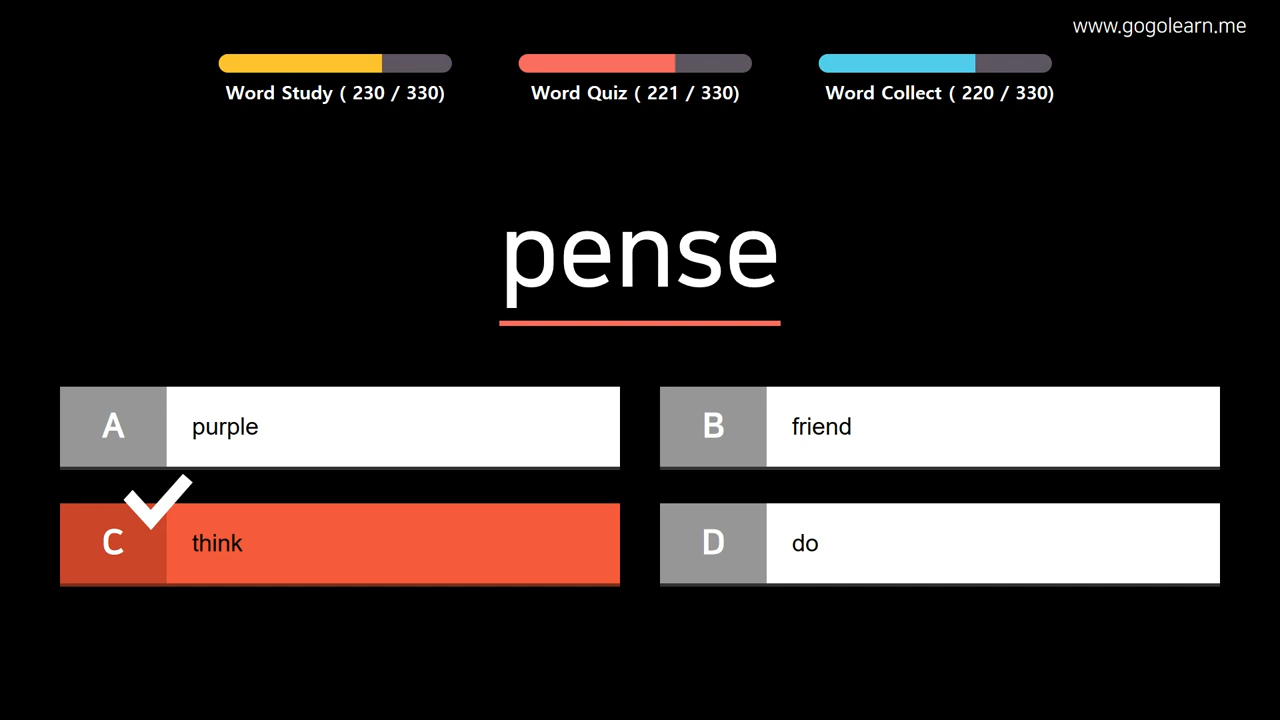 www.gogolearn.me
Word Study ( 230 / 330)
Word Quiz ( 221 / 330)
Word Collect ( 220 / 330)
pense
A purple
B friend
C think
D do